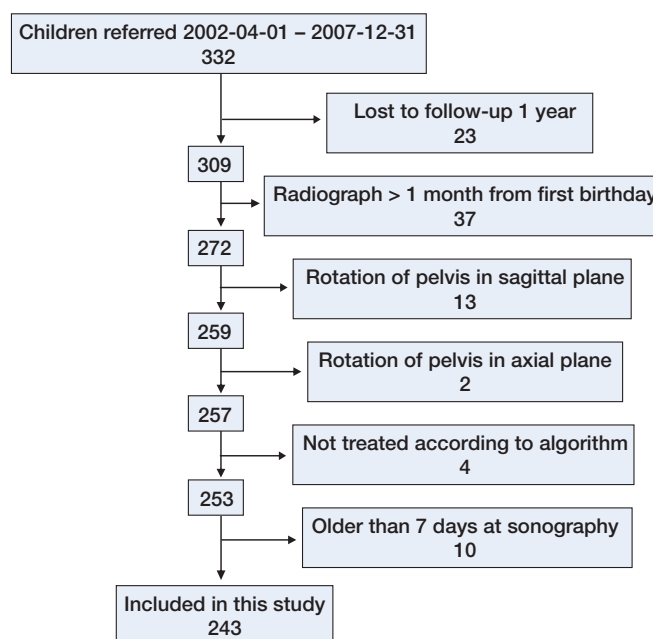 Children referred 2002-04-01 – 2007-12-31
332
Lost to follow-up 1 year
23
309
Radiograph > 1 month from first birthday
37
272
Rotation of pelvis in sagittal plane
13
259
Rotation of pelvis in axial plane
2
257
Not treated according to algorithm
4
253
Older than 7 days at sonography
10
Included in this study
243